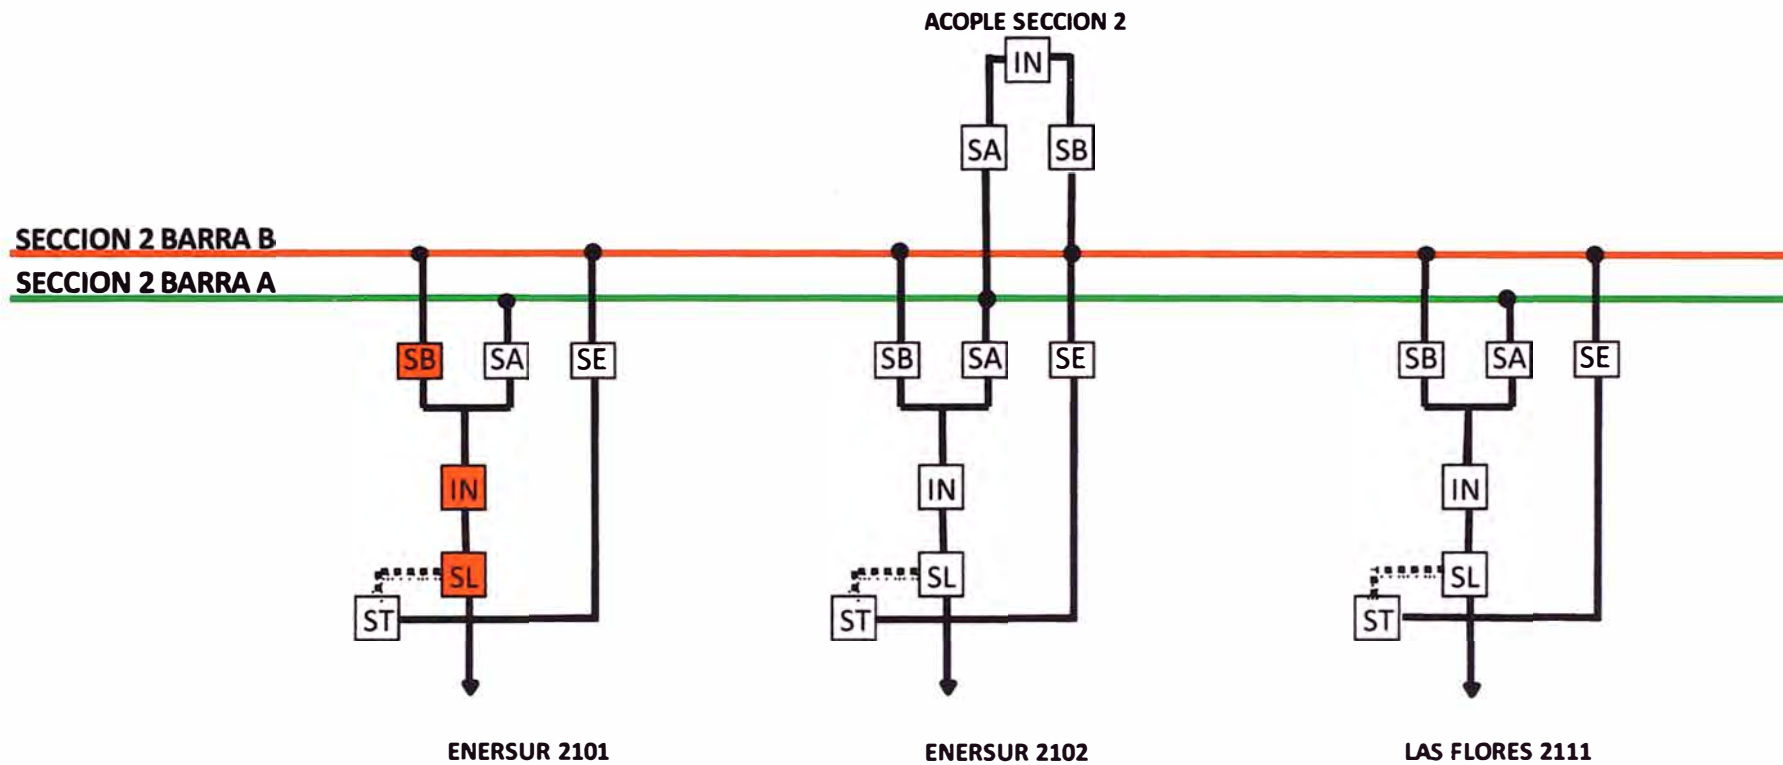 ACOPLE SECCION 2
IN
SA SB
SECCION 2 BARRA B
SECCION 2 BARRA A
SB SA SE SB SA SE SB SA SE
IN IN IN
SL SL SL
ST ST ST
ENERSUR 2101 ENERSUR 2102 LAS FLORES 2111